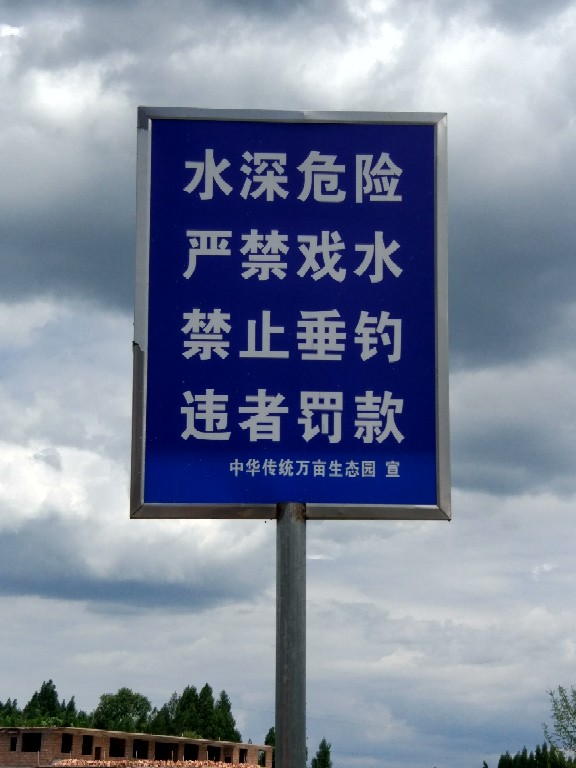 水深危险
严禁戏水
禁止垂钓
违者罚款
中华传统万亩生态园 宣